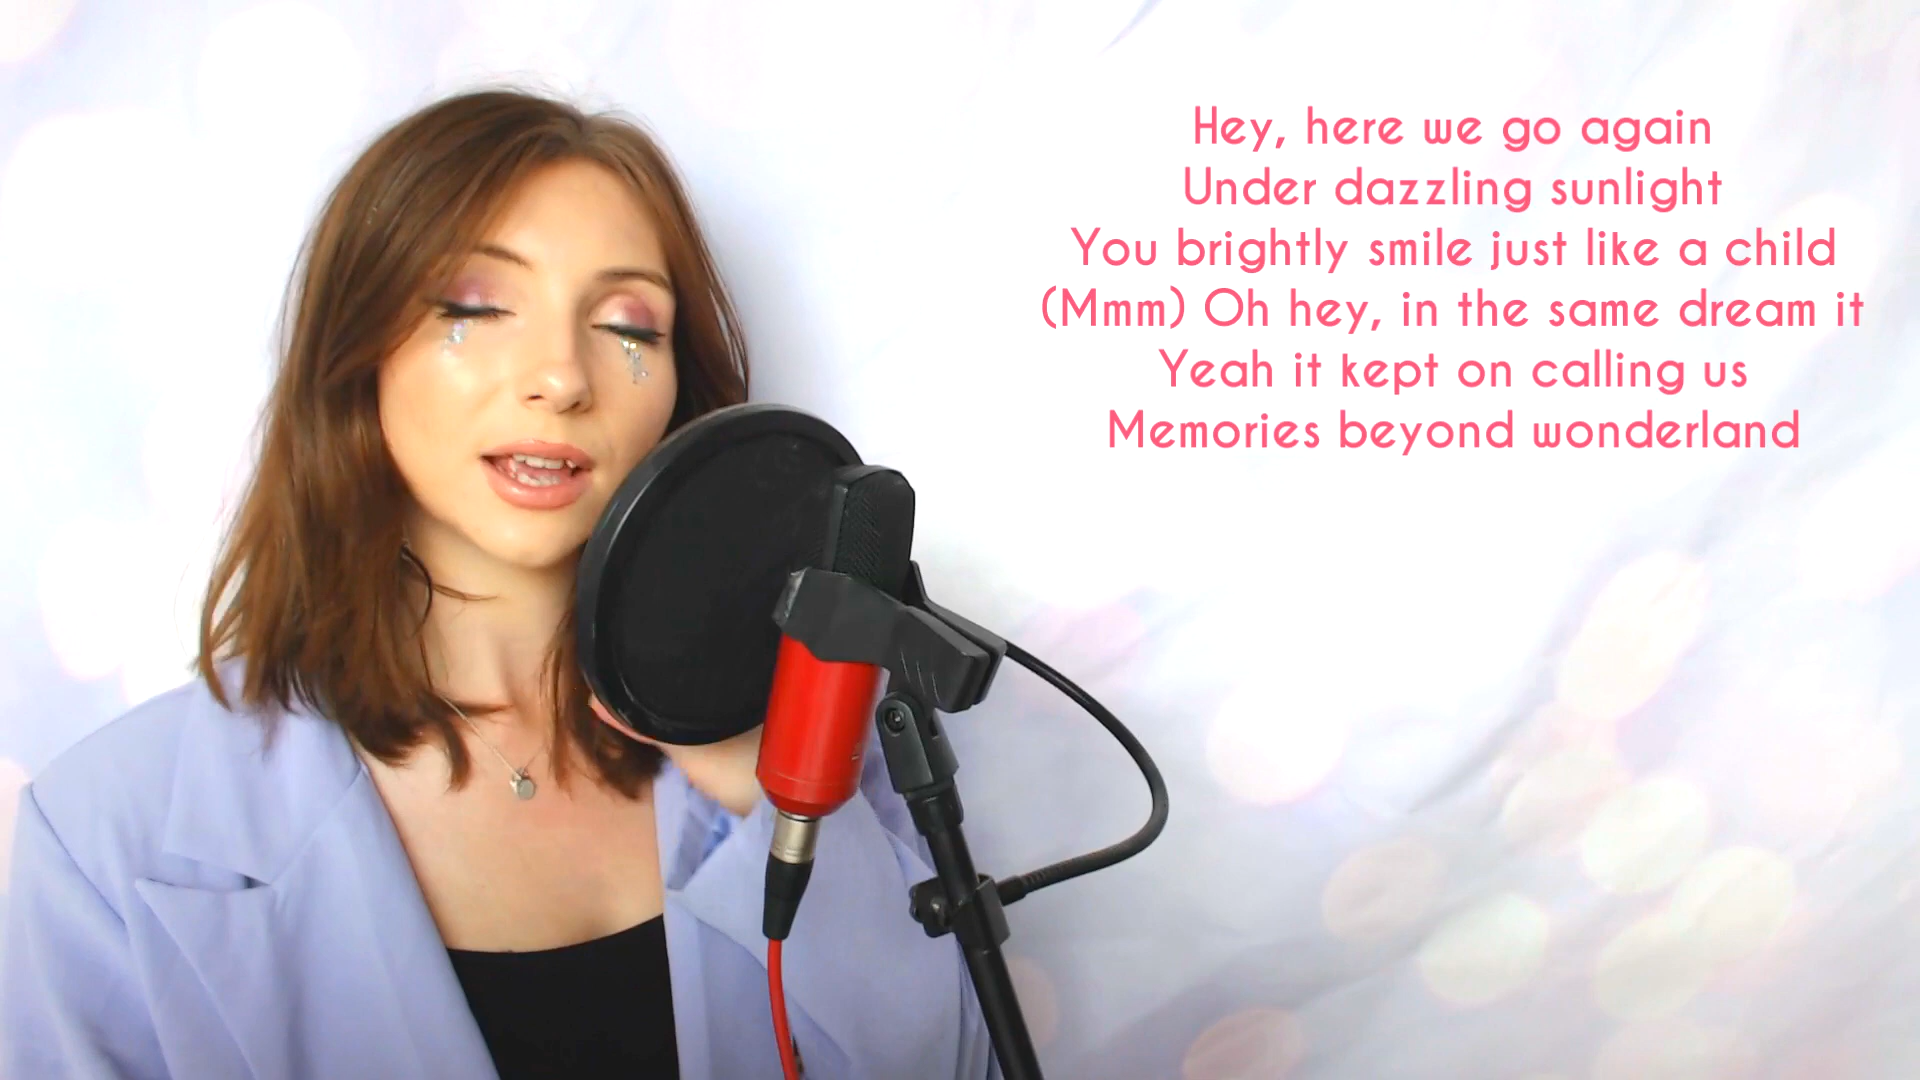 Hey, here we go again
Under dazzling sunlight
You brightly smile just like a child
(Mmm) Oh hey, in the same dream it
Yeah it kept on calling us
Memories beyond wonderland